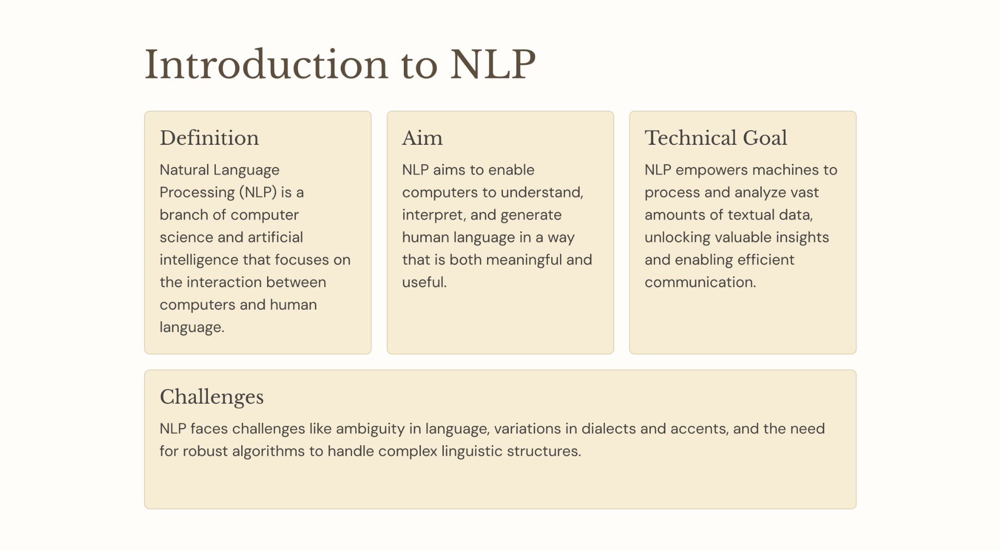 Introduction to NLP
Definition
Natural Language
Processing (NLP) is a
branch of computer
science and artificial
intelligence that focuses on
the interaction between
computers and human
language.
Aim
NLP aims to enable
computers to understand,
interpret, and generate
human language in a way
that is both meaningful and
useful.
Technical Goal
NLP empowers machines to
process and analyze vast
amounts of textual data,
unlocking valuable insights
and enabling efficient
communication.
Challenges
NLP faces challenges like ambiguity in language, variations in dialects and accents, and the need
for robust algorithms to handle complex linguistic structures.